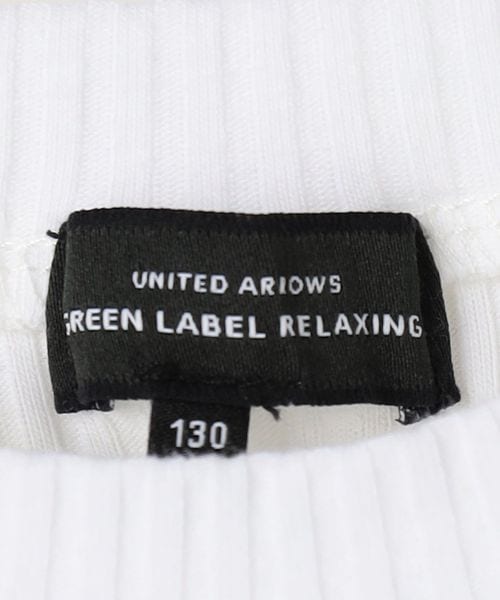 UNITED ARIOWS
GREEN LABEL RELAXING
130